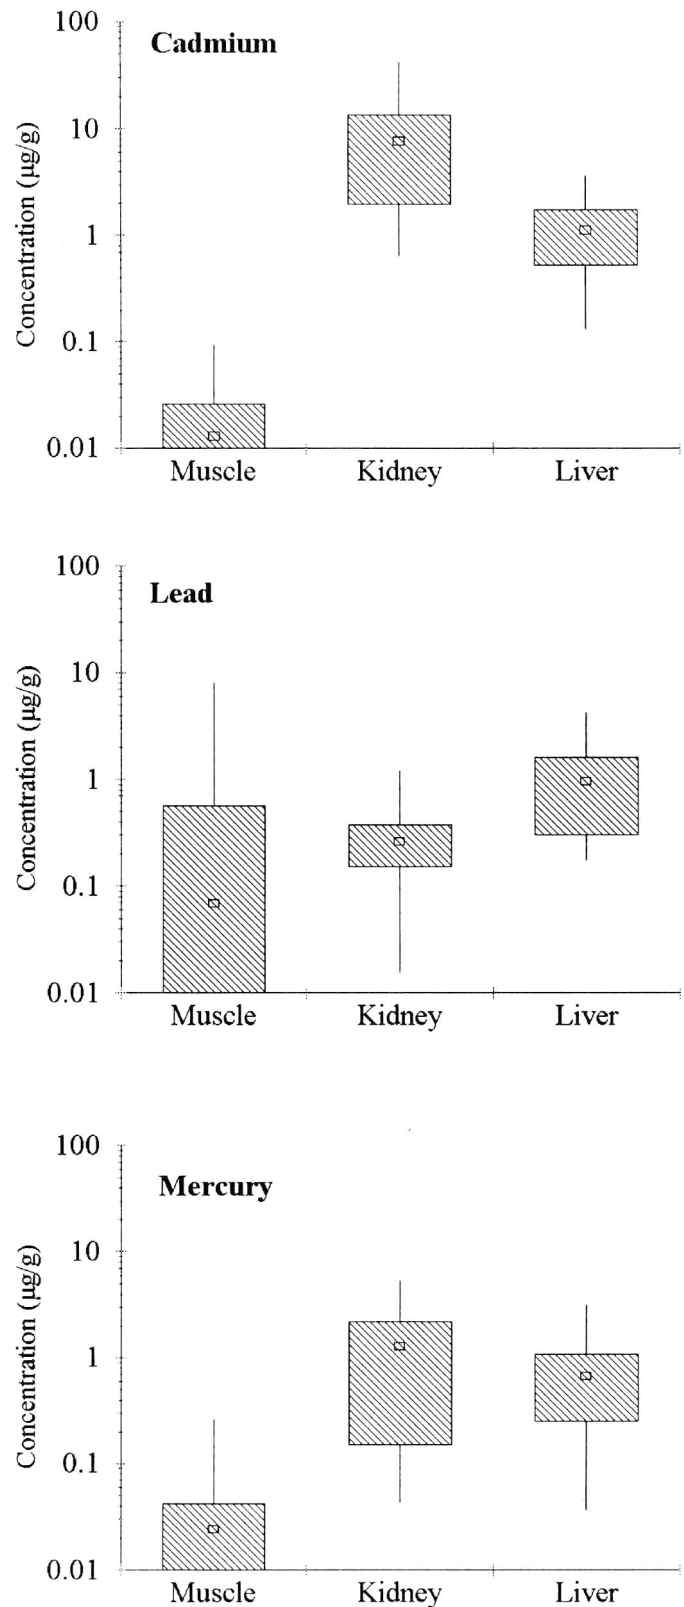 100
Cadmium
10
1
0.1
0.01
Concentration (µg/g)
Muscle Kidney Liver
100
Lead
10
1
0.1
0.01
Concentration (µg/g)
Muscle Kidney Liver
100
Mercury
10
1
0.1
0.01
Concentration (µg/g)
Muscle Kidney Liver